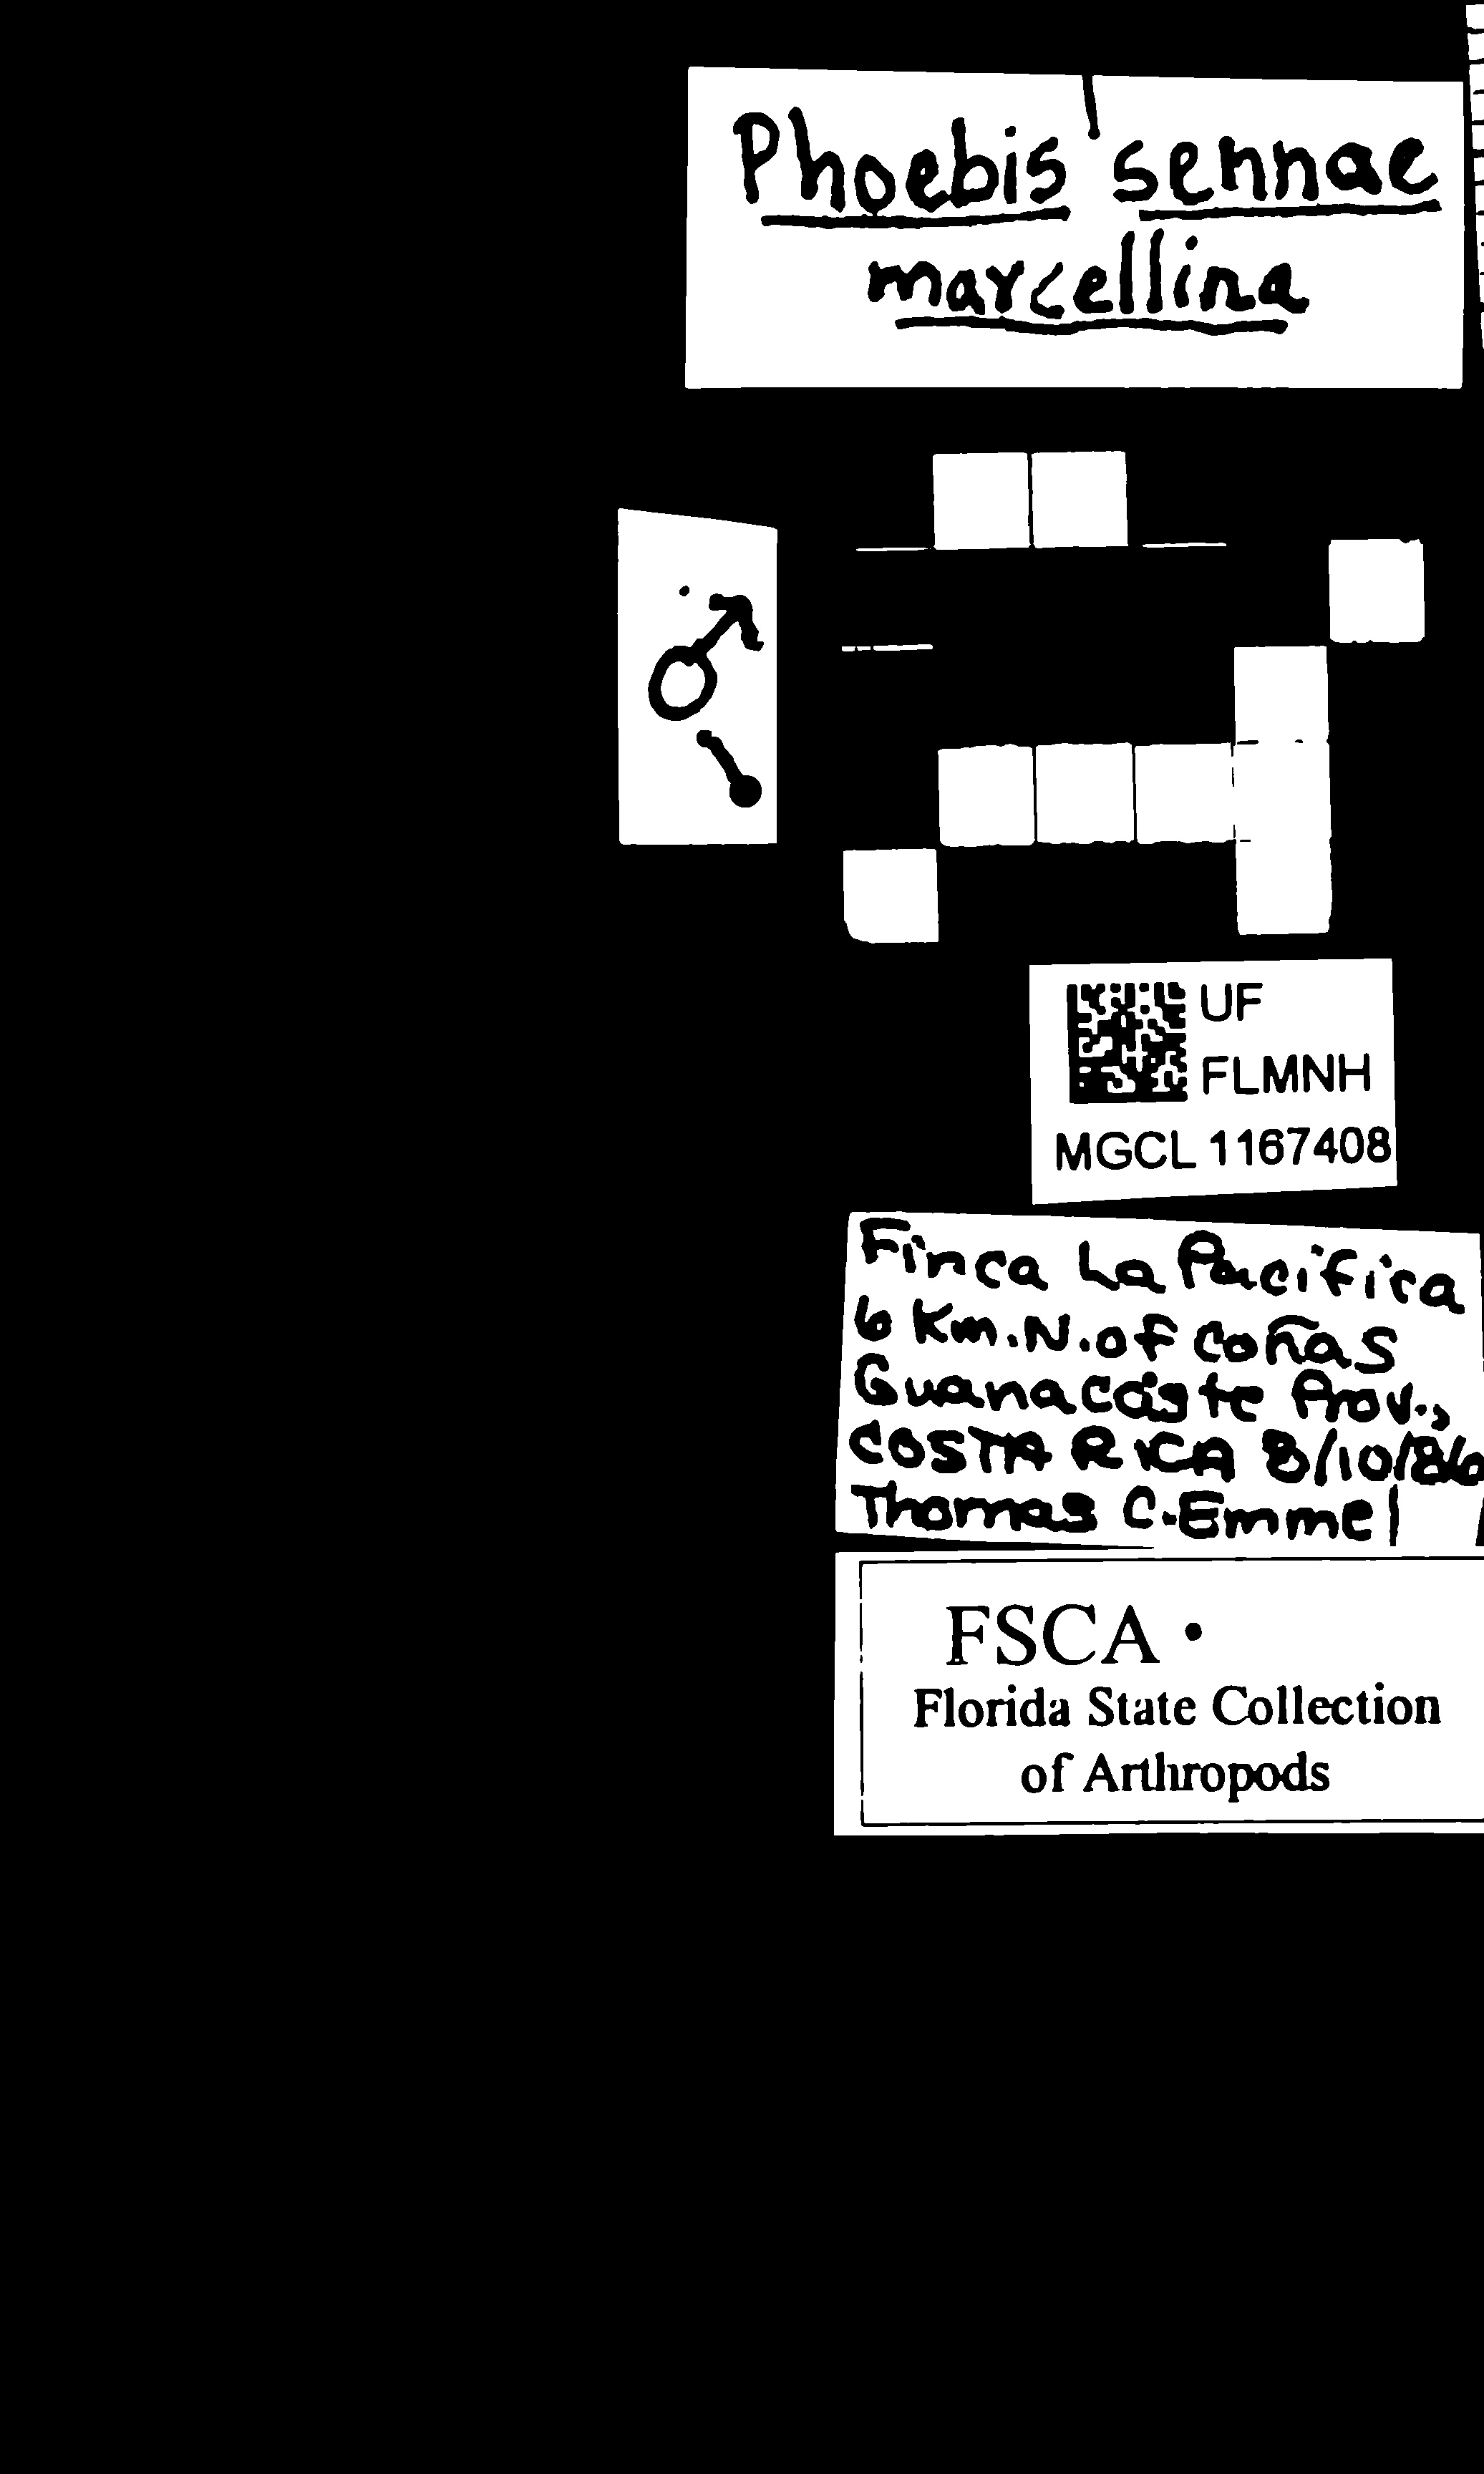 Phoebis sennae
marcellina
♂
UF
FLMNH
MGCL 1167408
Finca La Pacifica
6 Km. N. of Coñas
Guanacaste Prov.,
COSTA RICA 8/10/86
Thomas C. Emmel
FSCA •
Florida State Collection
of Arthropods